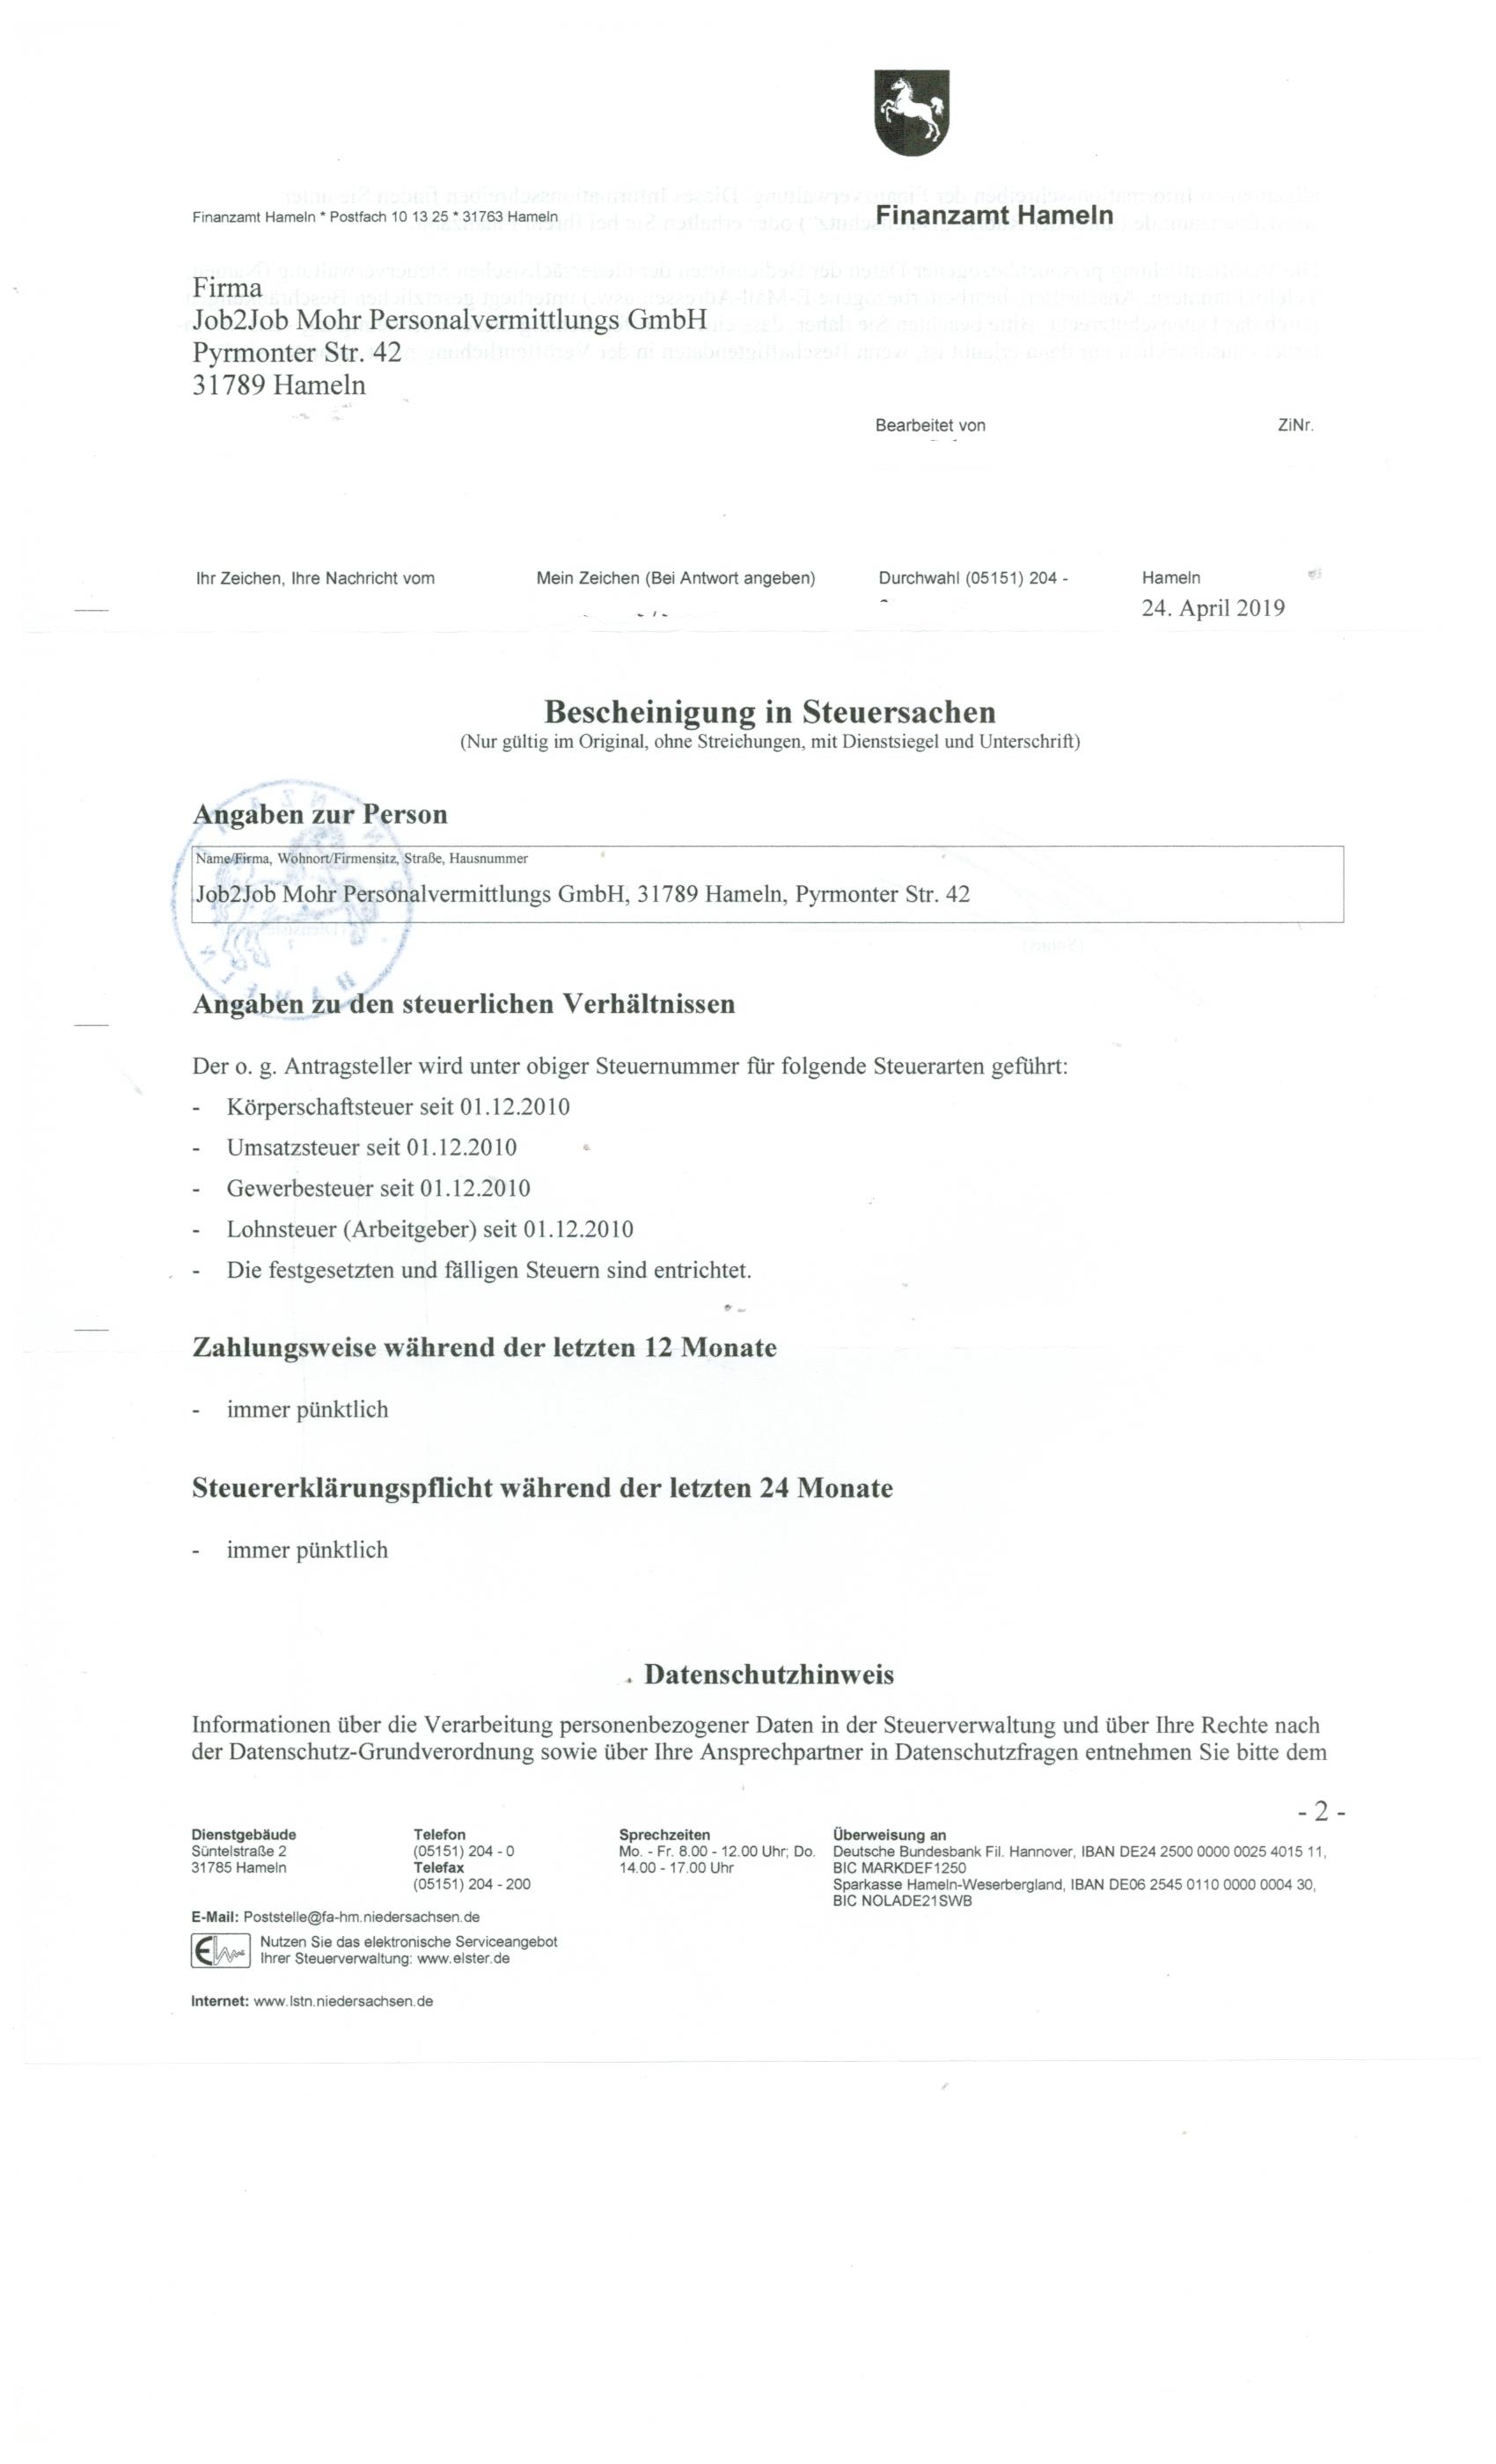 Finanzamt Hameln * Postfach 10 13 25 * 31763 Hameln
Finanzamt Hameln
Firma
Job2Job Mohr Personalvermittlungs GmbH
Pyrmonter Str. 42
31789 Hameln
Bearbeitet von ZiNr.
Ihr Zeichen, Ihre Nachricht vom Mein Zeichen (Bei Antwort angeben) Durchwahl (05151) 204 - Hameln
24. April 2019
Bescheinigung in Steuersachen
(Nur gültig im Original, ohne Streichungen, mit Dienstsiegel und Unterschrift)
Angaben zur Person
Name/Firma, Wohnort/Firmensitz, Straße, Hausnummer
Job2Job Mohr Personalvermittlungs GmbH, 31789 Hameln, Pyrmonter Str. 42
Angaben zu den steuerlichen Verhältnissen
Der o. g. Antragsteller wird unter obiger Steuernummer für folgende Steuerarten geführt:
- Körperschaftsteuer seit 01.12.2010
- Umsatzsteuer seit 01.12.2010
- Gewerbesteuer seit 01.12.2010
- Lohnsteuer (Arbeitgeber) seit 01.12.2010
- Die festgesetzten und fälligen Steuern sind entrichtet.
Zahlungsweise während der letzten 12 Monate
- immer pünktlich
Steuererklärungspflicht während der letzten 24 Monate
- immer pünktlich
Datenschutzhinweis
Informationen über die Verarbeitung personenbezogener Daten in der Steuerverwaltung und über Ihre Rechte nach
der Datenschutz-Grundverordnung sowie über Ihre Ansprechpartner in Datenschutzfragen entnehmen Sie bitte dem
- 2 -
Dienstgebäude
Süntelstraße 2
31785 Hameln
Telefon
(05151) 204 - 0
Telefax
(05151) 204 - 200
Sprechzeiten
Mo. - Fr. 8.00 - 12.00 Uhr; Do.
14.00 - 17.00 Uhr
Überweisung an
Deutsche Bundesbank Fil. Hannover, IBAN DE24 2500 0000 0025 4015 11,
BIC MARKDEF1250
Sparkasse Hameln-Weserbergland, IBAN DE06 2545 0110 0000 0004 30,
BIC NOLADE21SWB
E-Mail: Poststelle@fa-hm.niedersachsen.de
Nutzen Sie das elektronische Serviceangebot
Ihrer Steuerverwaltung: www.elster.de
Internet: www.lstn.niedersachsen.de